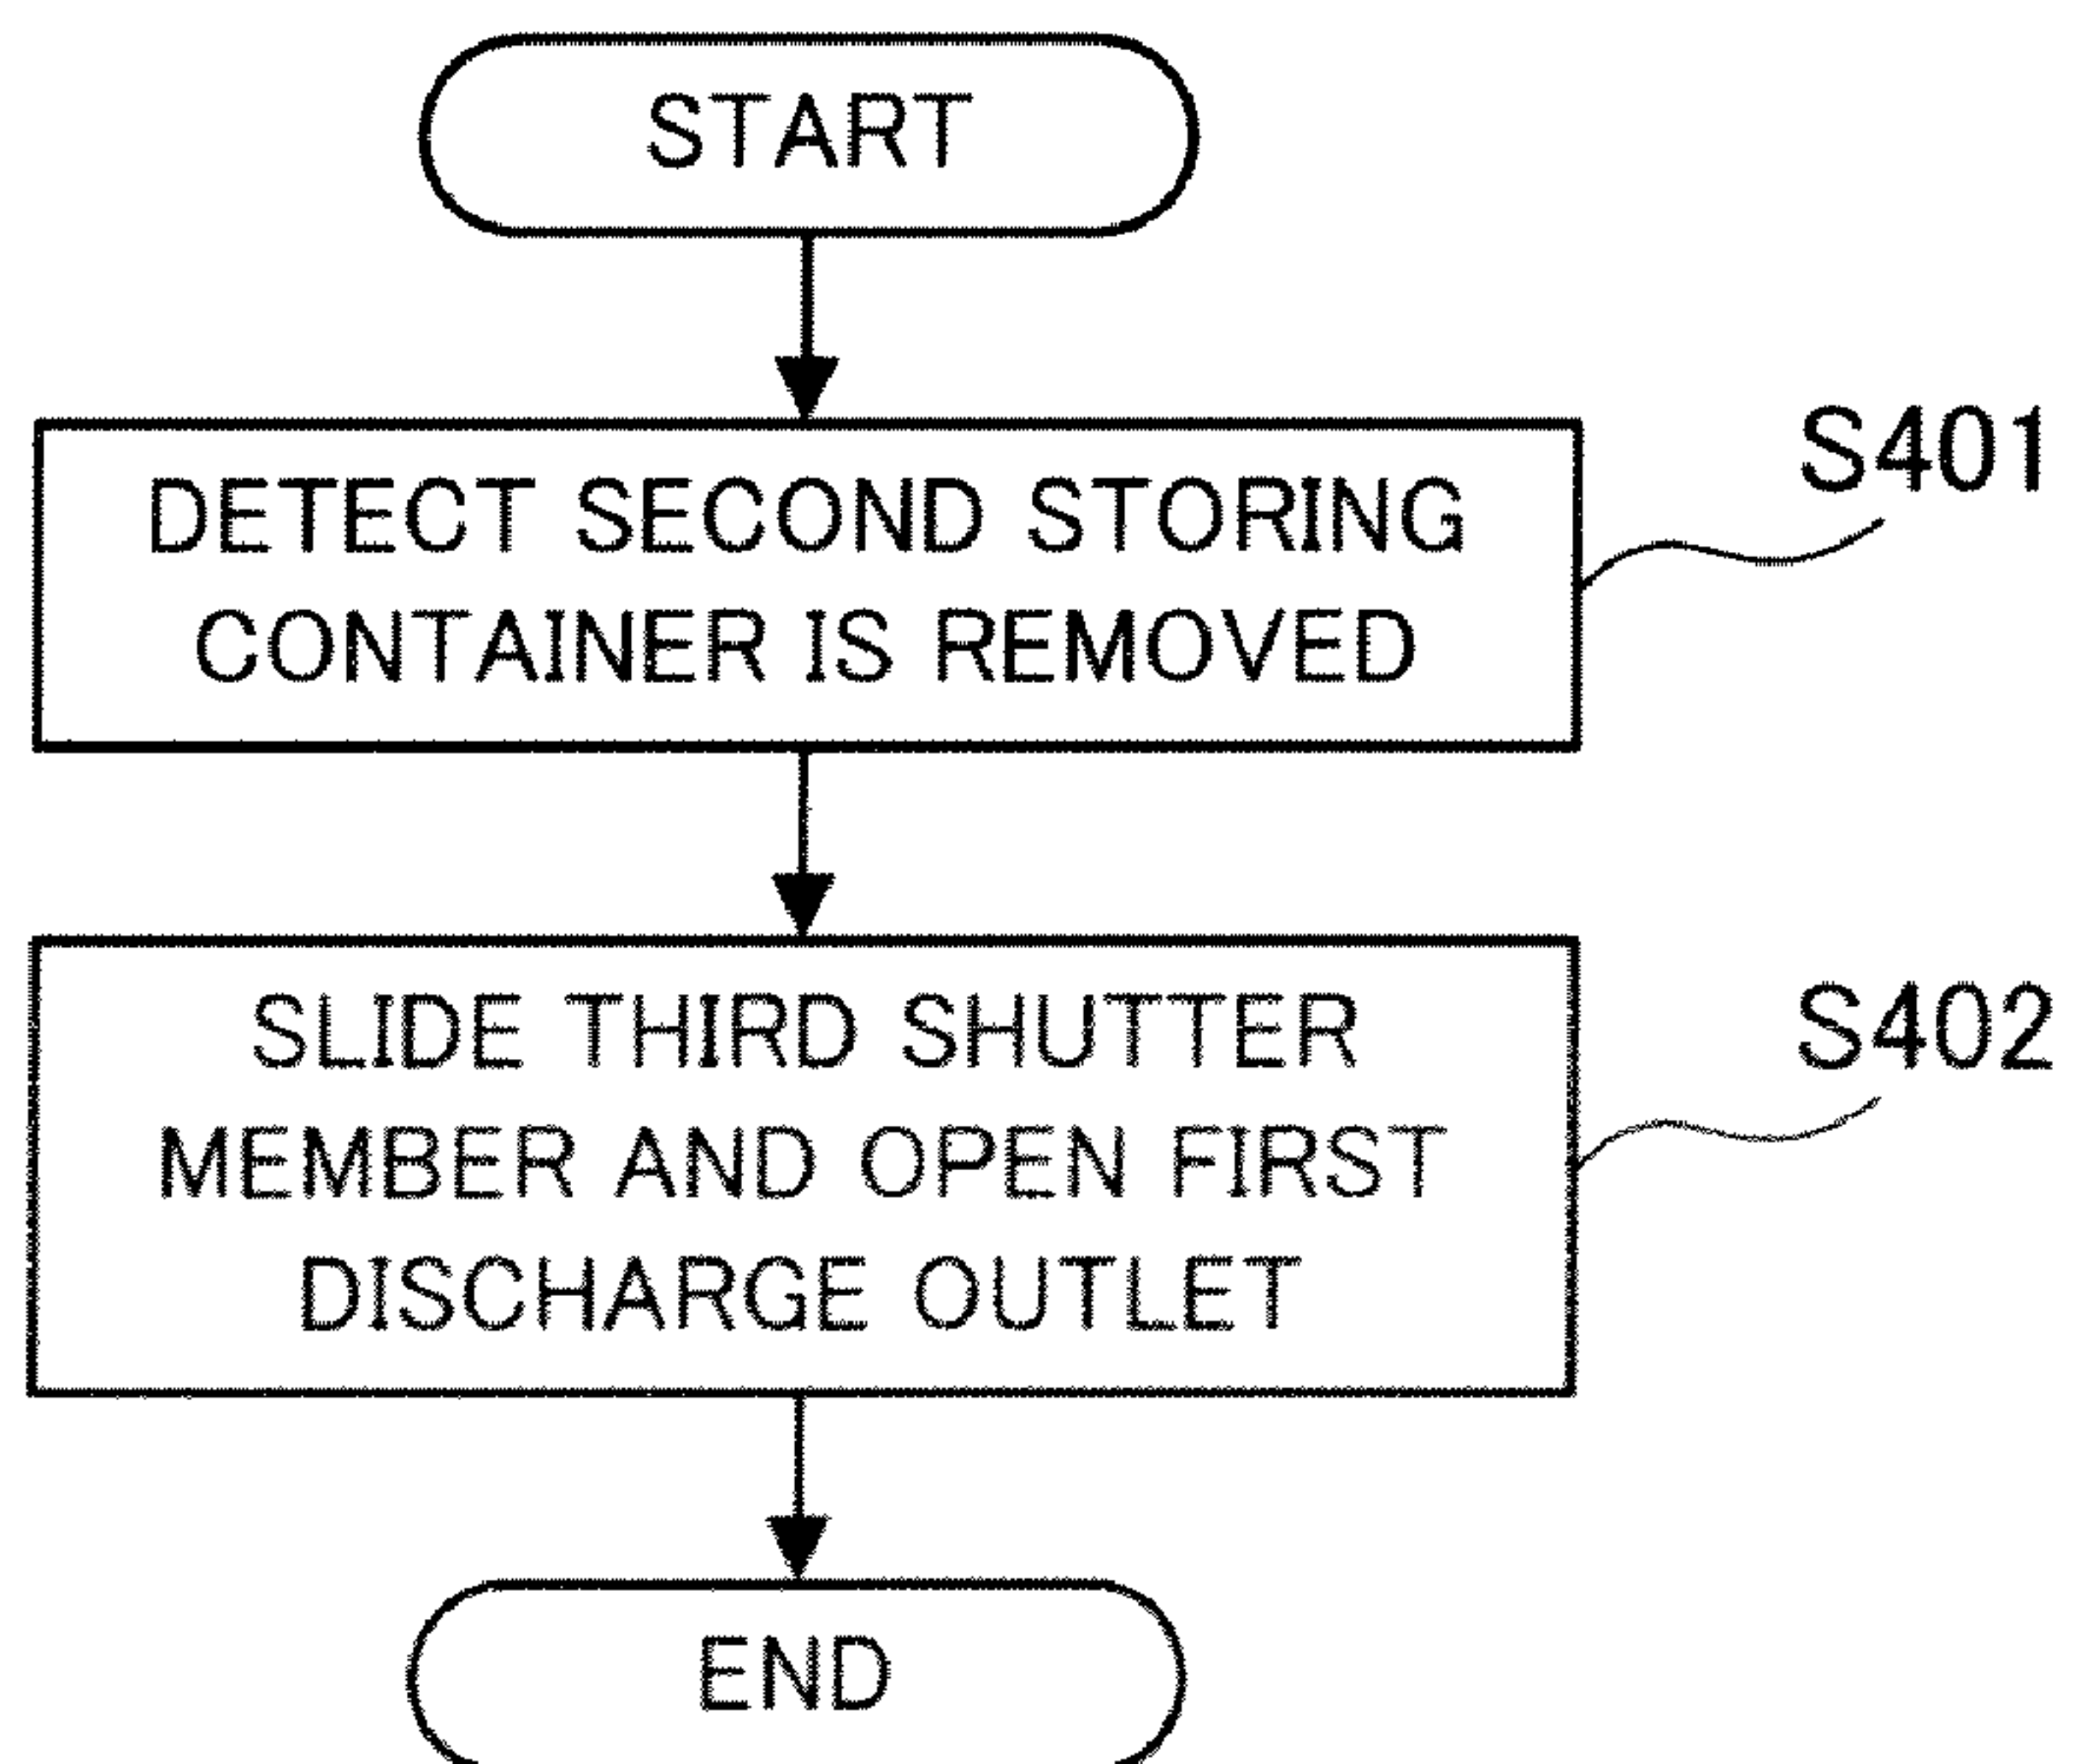 START
DETECT SECOND STORING
CONTAINER IS REMOVED
S401
SLIDE THIRD SHUTTER
MEMBER AND OPEN FIRST
DISCHARGE OUTLET
S402
END